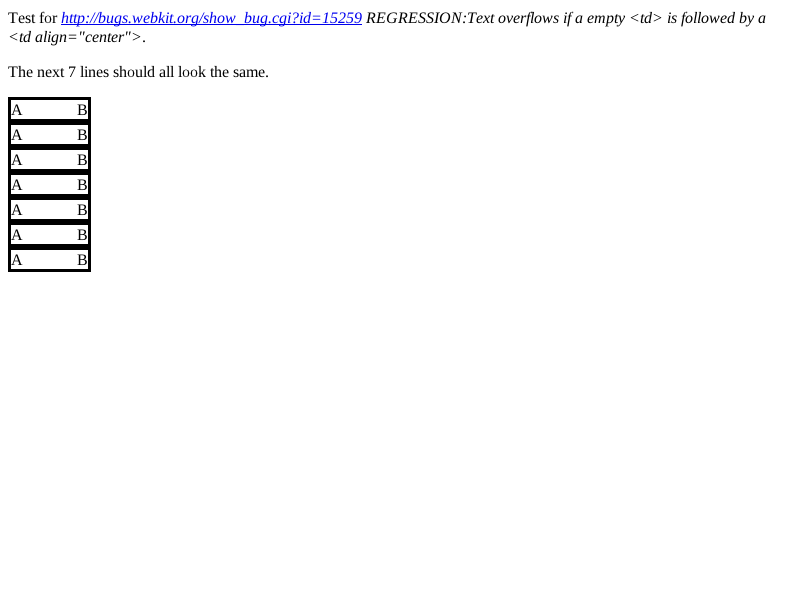 Test for http://bugs.webkit.org/show_bug.cgi?id=15259 REGRESSION:Text overflows if a empty <td> is followed by a
<td align="center">.
The next 7 lines should all look the same.
A B
A B
A B
A B
A B
A B
A B